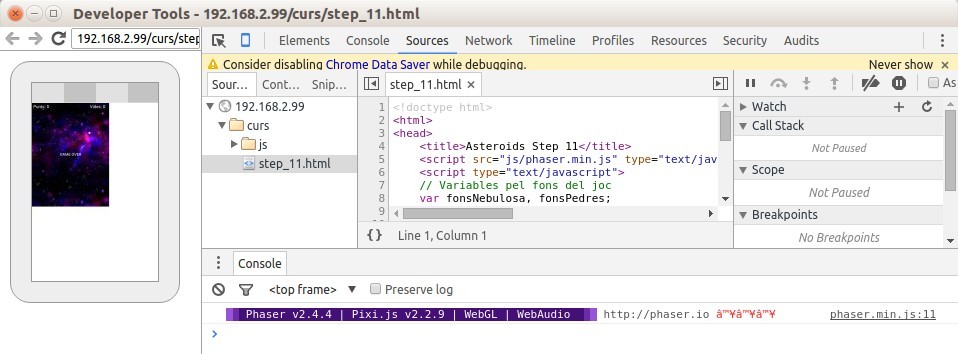 Developer Tools - 192.168.2.99/curs/step_11.html
192.168.2.99/curs/step
Elements Console Sources Network Timeline Profiles Resources Security Audits
Consider disabling Chrome Data Saver while debugging. Never show ×
Sour... Cont... Snip...
step_11.html ×
As
192.168.2.99
curs
js
step_11.html
1 <!doctype html>
2 <html>
3 <head>
4 <title>Asteroids Step 11</title>
5 <script src="js/phaser.min.js" type="text/jav
6 <script type="text/javascript">
7 // Variables pel fons del joc
8 var fonsNebulosa, fonsPedres;
9
{} Line 1, Column 1
Watch
Call Stack
Not Paused
Scope
Not Paused
Breakpoints
No Breakpoints
Punts: 0 Vides: 0
GAME OVER
Console
<top frame> Preserve log
Phaser v2.4.4 | Pixi.js v2.2.9 | WebGL | WebAudio http://phaser.io â™¥â™¥â™¥ phaser.min.js:11